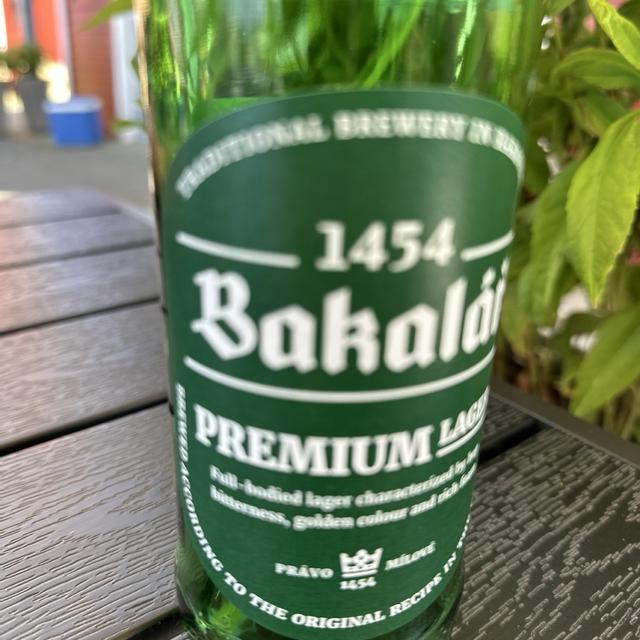 TRADITIONAL BREWERY IN
1454
Bakalář
PREMIUM LAGER
Full-bodied lager characterized by
bitterness, golden colour and rich
PRÁVO MÍLOVÉ
1454
BREWED ACCORDING TO THE ORIGINAL RECIPE IN